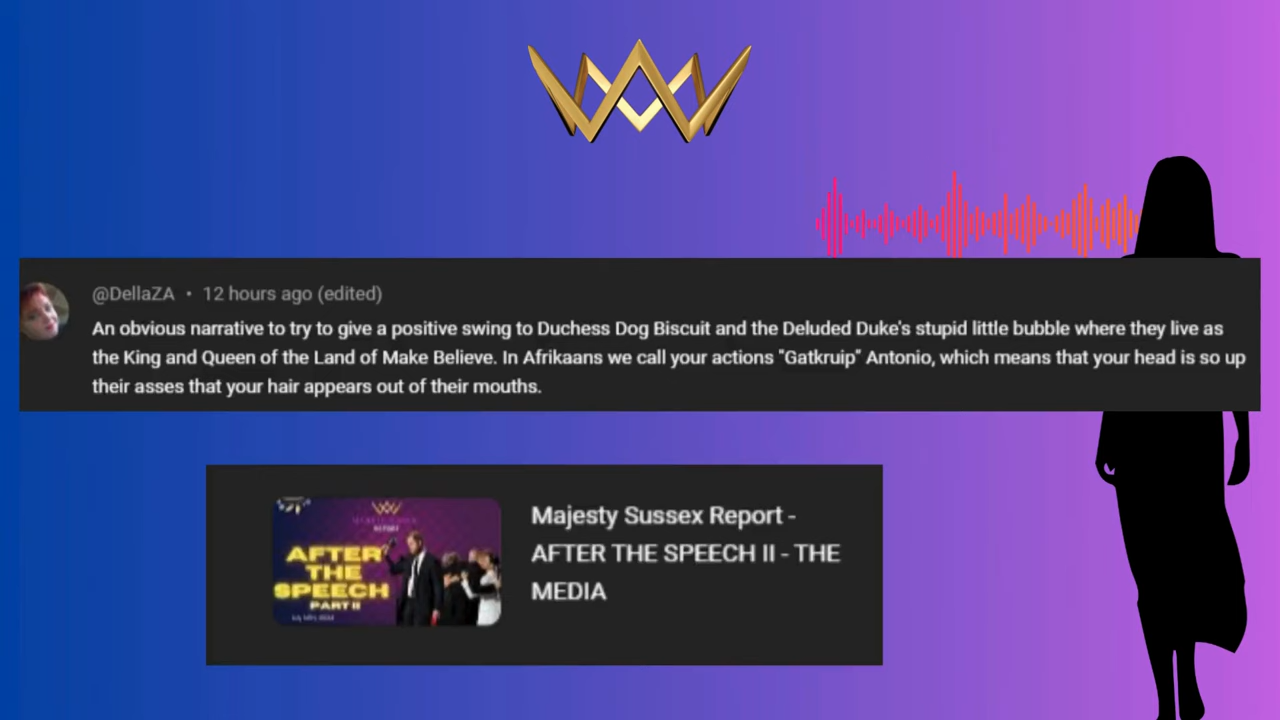 @DellaZA • 12 hours ago (edited)
An obvious narrative to try to give a positive swing to Duchess Dog Biscuit and the Deluded Duke's stupid little bubble where they live as
the King and Queen of the Land of Make Believe. In Afrikaans we call your actions "Gatkruip" Antonio, which means that your head is so up
their asses that your hair appears out of their mouths.
AFTER
THE
SPEECH
PART II
Majesty Sussex Report -
AFTER THE SPEECH II - THE
MEDIA